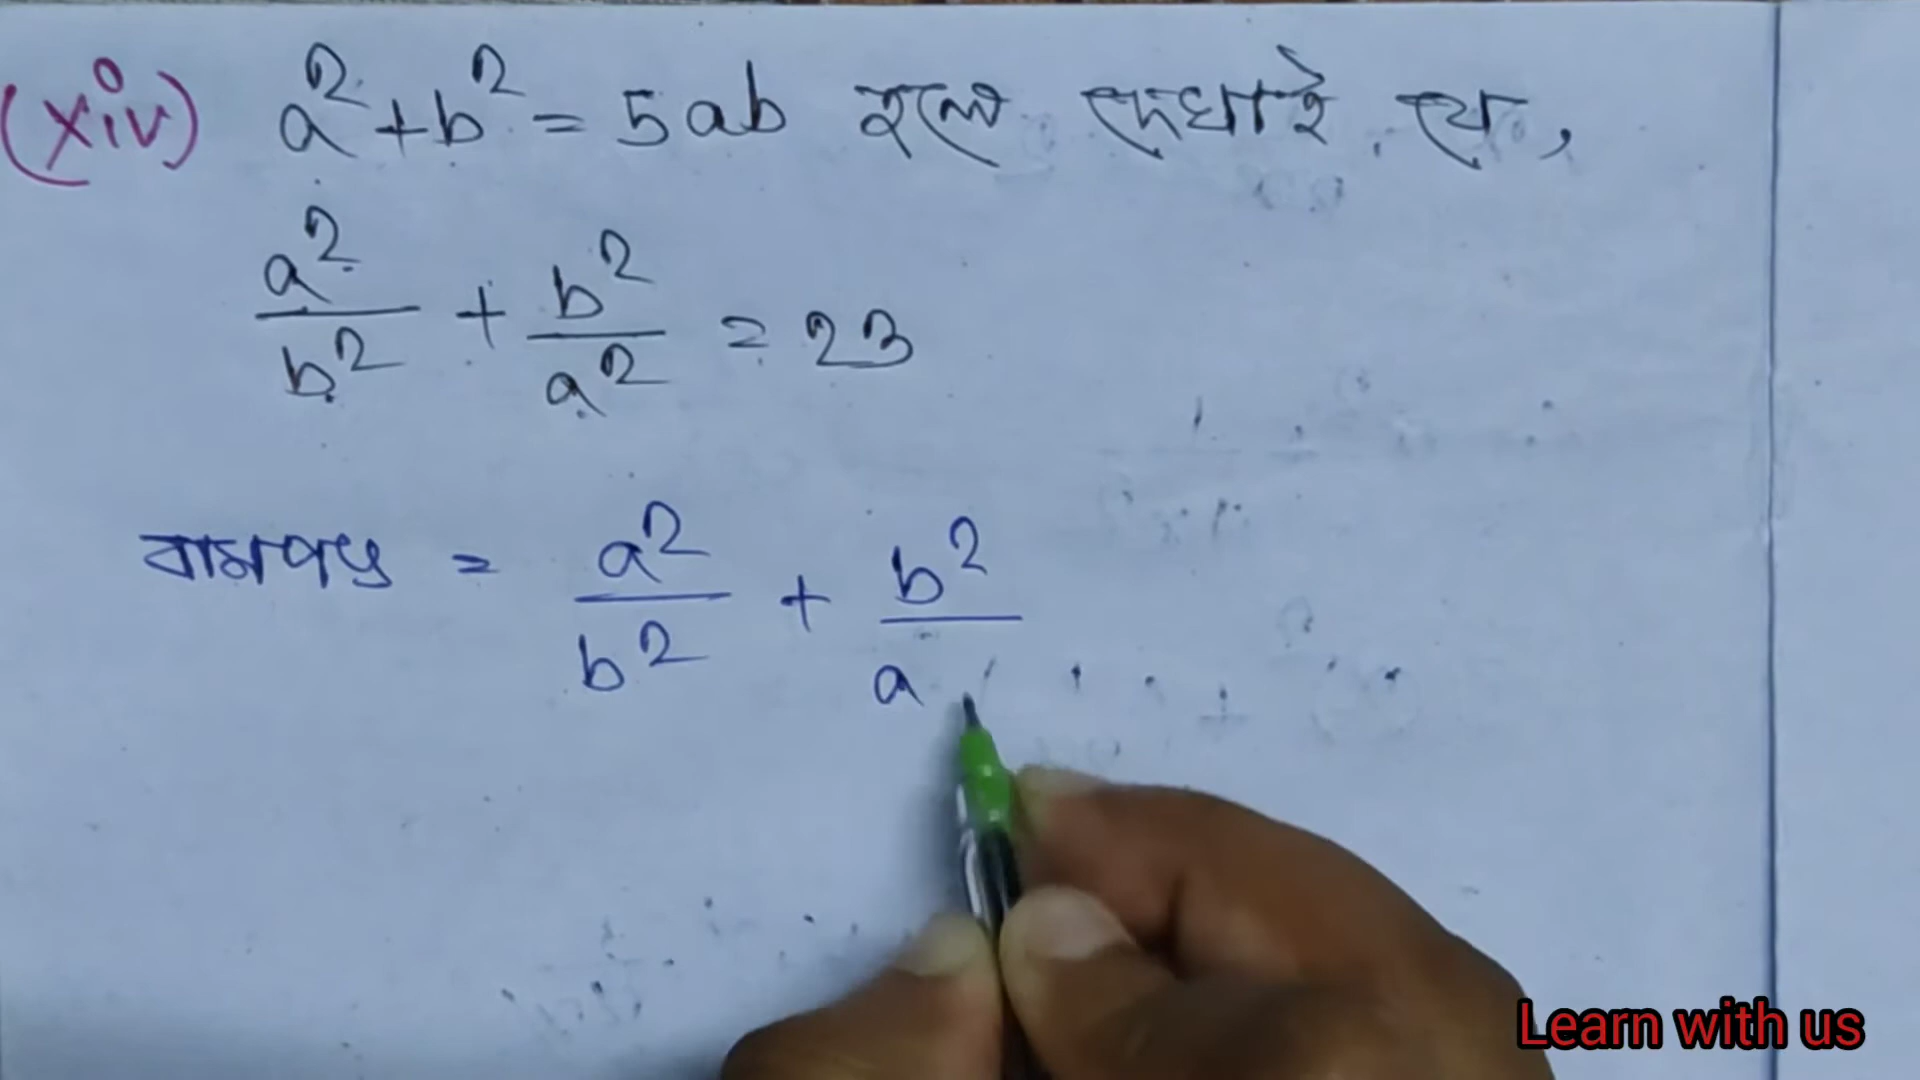 (xiv) a² + b² = 5ab হলে দেখাই যে,
a²/b² + b²/a² = 23
বামপক্ষ = a²/b² + b²/a
Learn with us